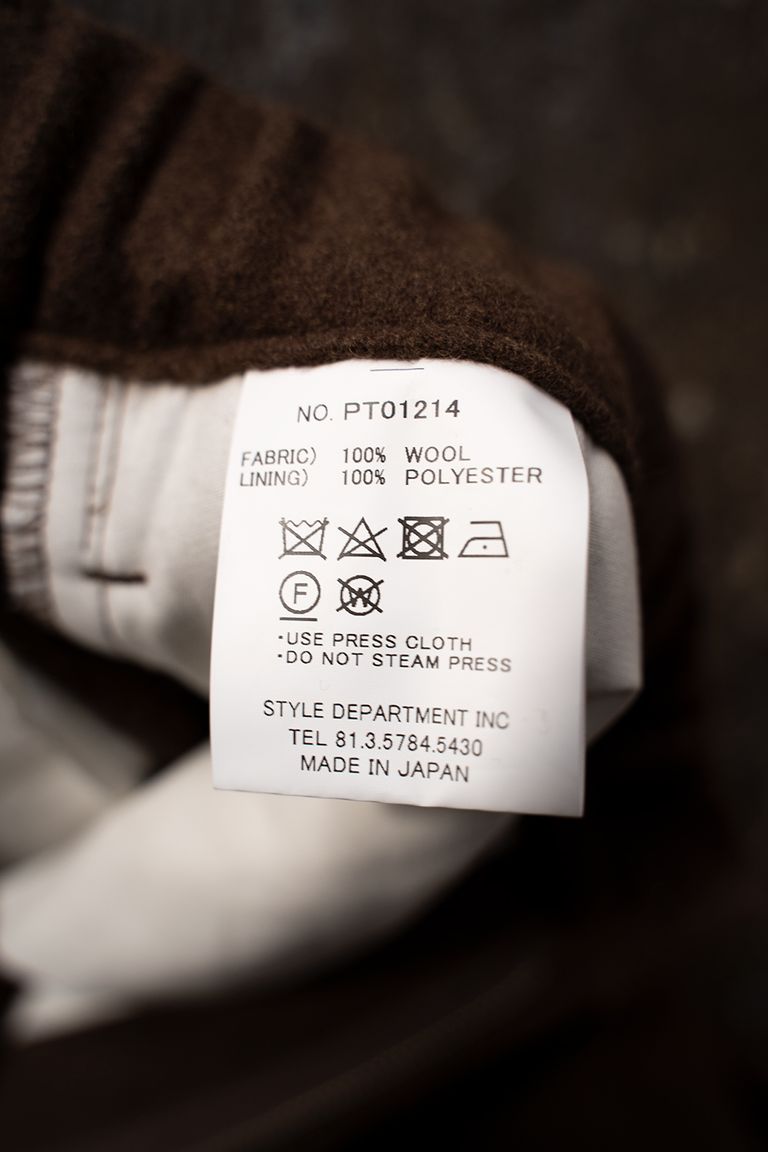 NO. PT01214
FABRIC) 100% WOOL
LINING) 100% POLYESTER
F W
·USE PRESS CLOTH
·DO NOT STEAM PRESS
STYLE DEPARTMENT INC
TEL 81.3.5784.5430
MADE IN JAPAN